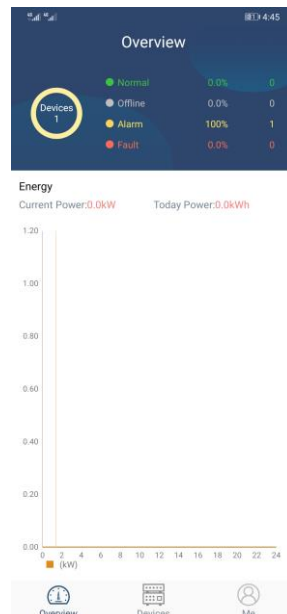 4:45
Overview
Devices
1
Normal 0.0% 0
Offline 0.0% 0
Alarm 100% 1
Fault 0.0% 0
Energy
Current Power:0.0kW Today Power:0.0kWh
1.20
1.00
0.80
0.60
0.40
0.20
0.00
0 2 4 6 8 10 12 14 16 18 20 22 24
(kW)
Overview Devices Me